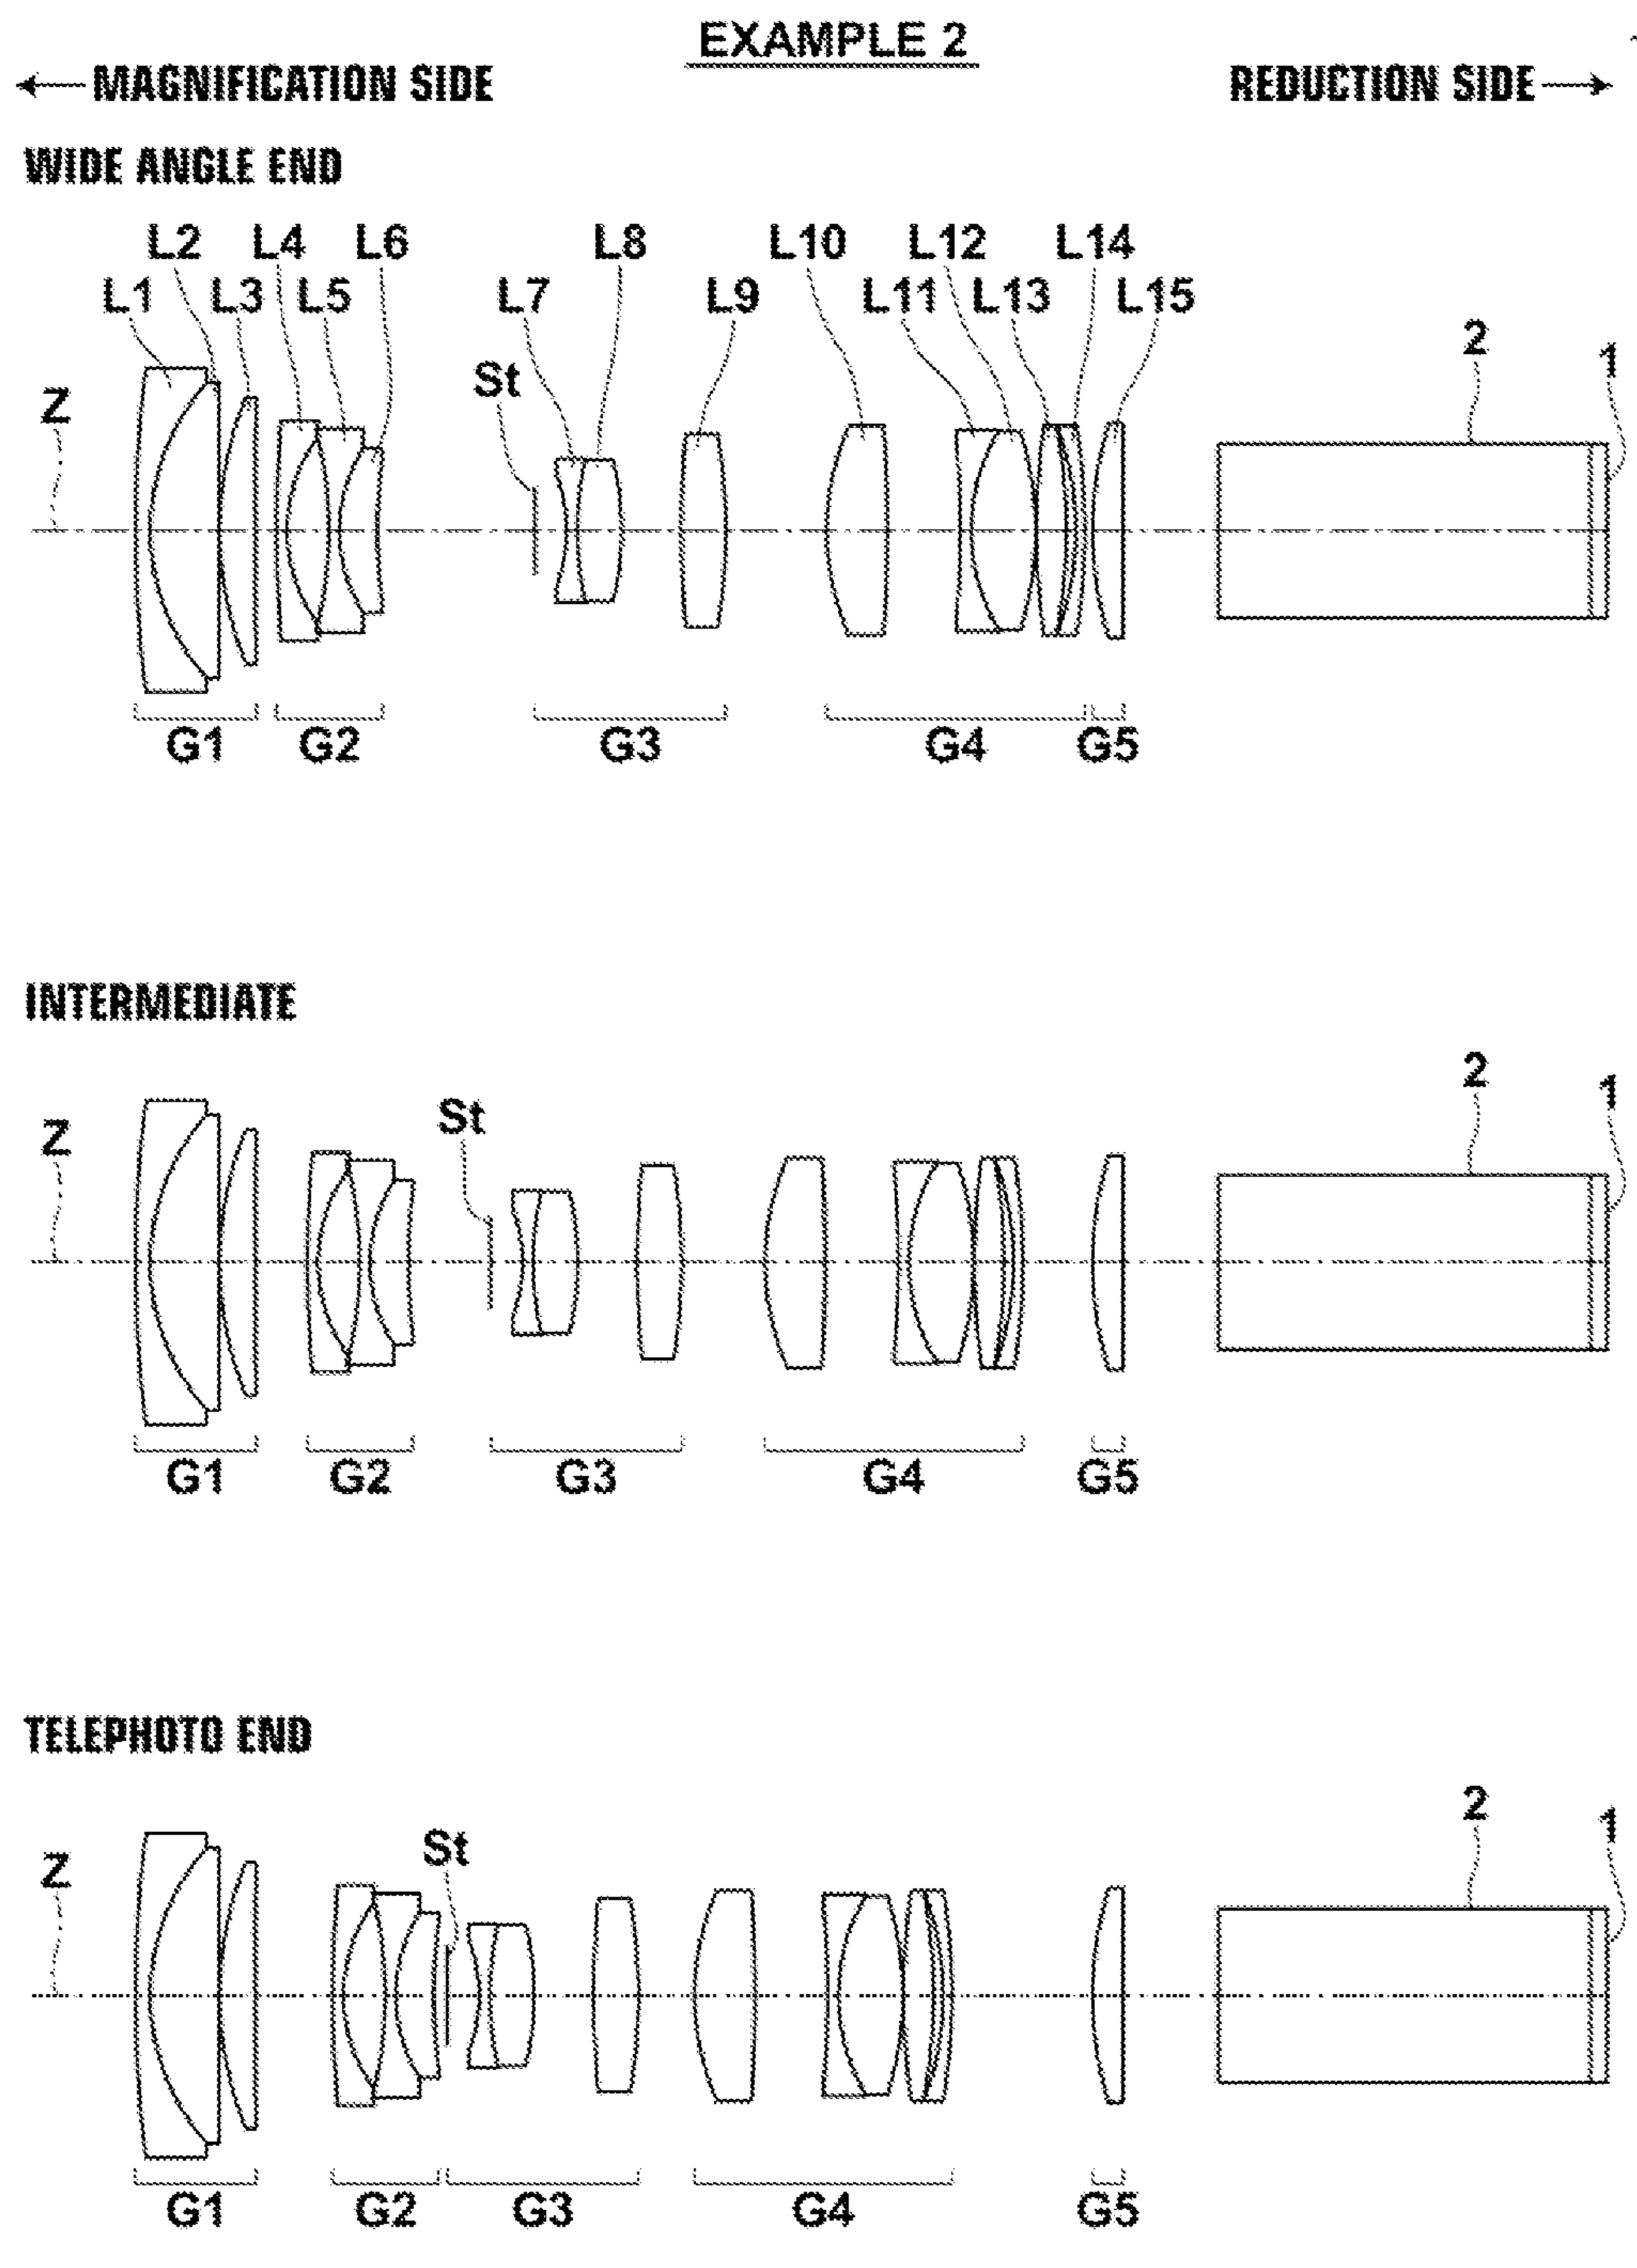 EXAMPLE 2
MAGNIFICATION SIDE
REDUCTION SIDE
WIDE ANGLE END
L2 L4 L6 L8 L10 L12 L14
L1 L3 L5 L7 L9 L11 L13 L15
2 1
St
Z
G1 G2 G3 G4 G5
INTERMEDIATE
2 1
St
Z
G1 G2 G3 G4 G5
TELEPHOTO END
2 1
St
Z
G1 G2 G3 G4 G5